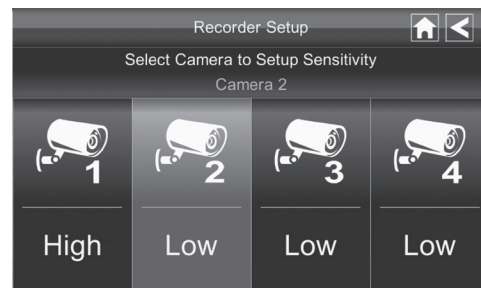 Recorder Setup
Select Camera to Setup Sensitivity
Camera 2
1 2 3 4
High Low Low Low